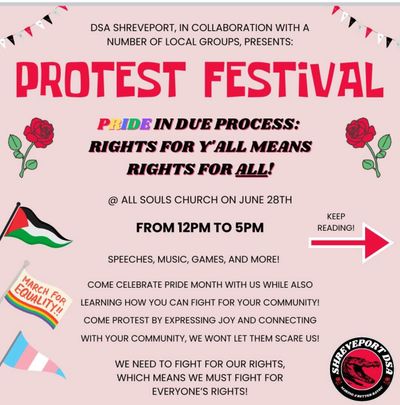 DSA SHREVEPORT, IN COLLABORATION WITH A
NUMBER OF LOCAL GROUPS, PRESENTS:
PROTEST FESTIVAL
PRIDE IN DUE PROCESS:
RIGHTS FOR Y'ALL MEANS
RIGHTS FOR ALL!
@ ALL SOULS CHURCH ON JUNE 28TH
FROM 12PM TO 5PM
KEEP
READING!
SPEECHES, MUSIC, GAMES, AND MORE!
MARCH FOR
EQUALITY!!
COME CELEBRATE PRIDE MONTH WITH US WHILE ALSO
LEARNING HOW YOU CAN FIGHT FOR YOUR COMMUNITY!
COME PROTEST BY EXPRESSING JOY AND CONNECTING
WITH YOUR COMMUNITY, WE WONT LET THEM SCARE US!
WE NEED TO FIGHT FOR OUR RIGHTS,
WHICH MEANS WE MUST FIGHT FOR
EVERYONE'S RIGHTS!
SHREVEPORT DSA